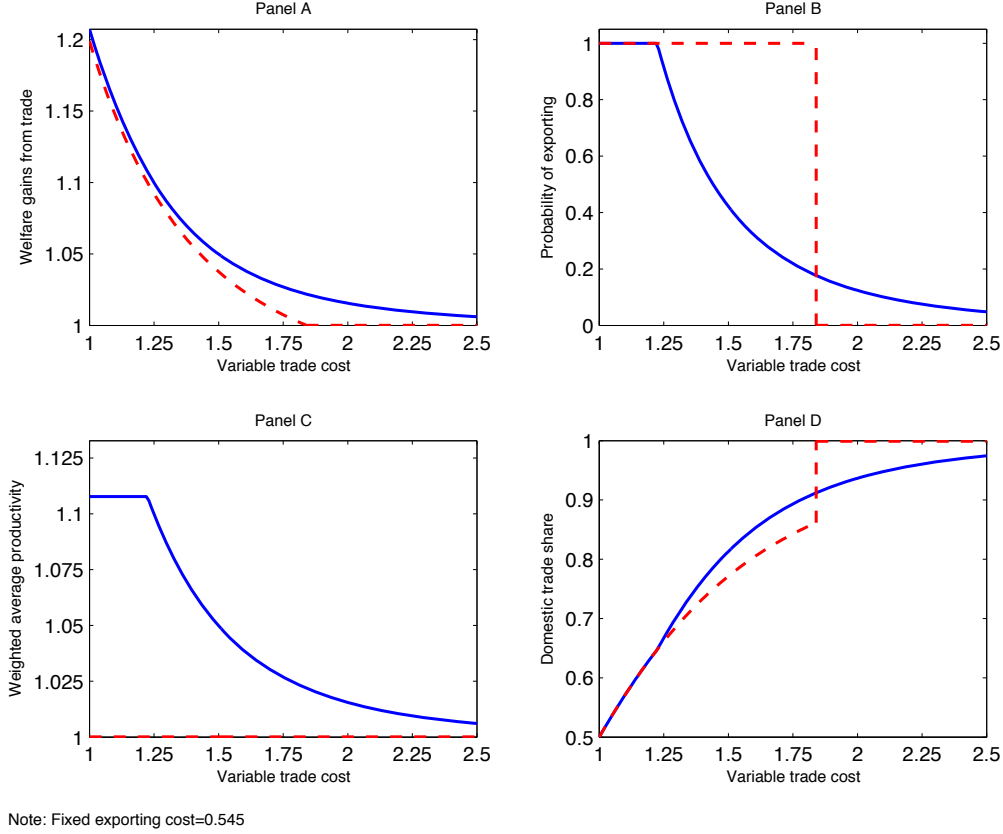 Panel A
1.2
1.15
1.1
1.05
1
Welfare gains from trade
1 1.25 1.5 1.75 2 2.25 2.5
Variable trade cost
Panel B
1
0.8
0.6
0.4
0.2
0
Probability of exporting
1 1.25 1.5 1.75 2 2.25 2.5
Variable trade cost
Panel C
1.125
1.1
1.075
1.05
1.025
1
Weighted average productivity
1 1.25 1.5 1.75 2 2.25 2.5
Variable trade cost
Panel D
1
0.9
0.8
0.7
0.6
0.5
Domestic trade share
1 1.25 1.5 1.75 2 2.25 2.5
Variable trade cost
Note: Fixed exporting cost=0.545